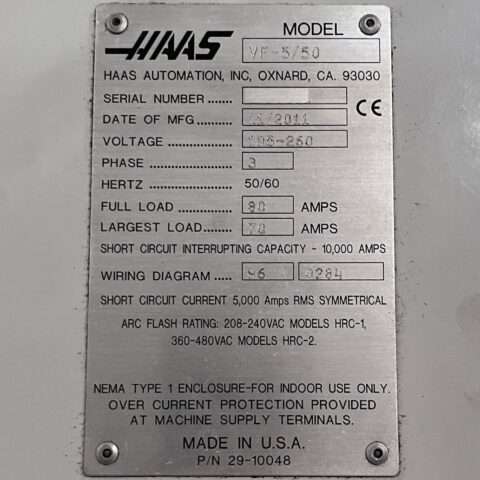 HAAS
MODEL
VF-5/50
HAAS AUTOMATION, INC, OXNARD, CA. 93030
SERIAL NUMBER ......
CE
DATE OF MFG ..... /2011
VOLTAGE .............
PHASE ................. 3
HERTZ ................. 50/60
FULL LOAD ........... 80 AMPS
LARGEST LOAD...... 70 AMPS
SHORT CIRCUIT INTERRUPTING CAPACITY - 10,000 AMPS
WIRING DIAGRAM ..... 96 0284
SHORT CIRCUIT CURRENT 5,000 Amps RMS SYMMETRICAL
ARC FLASH RATING: 208-240VAC MODELS HRC-1,
360-480VAC MODELS HRC-2.
NEMA TYPE 1 ENCLOSURE-FOR INDOOR USE ONLY.
OVER CURRENT PROTECTION PROVIDED
AT MACHINE SUPPLY TERMINALS.
MADE IN U.S.A.
P/N 29-10048